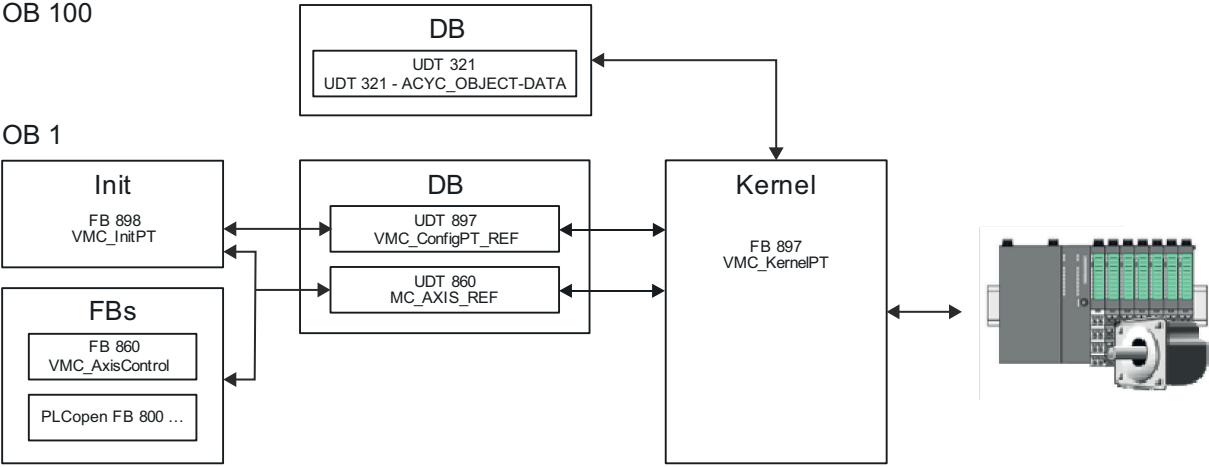 OB 100
DB
UDT 321
UDT 321 - ACYC_OBJECT-DATA
OB 1
Init
FB 898
VMC_InitPT
DB
UDT 897
VMC_ConfigPT_REF
UDT 860
MC_AXIS_REF
Kernel
FB 897
VMC_KernelPT
FBs
FB 860
VMC_AxisControl
PLCopen FB 800 ...